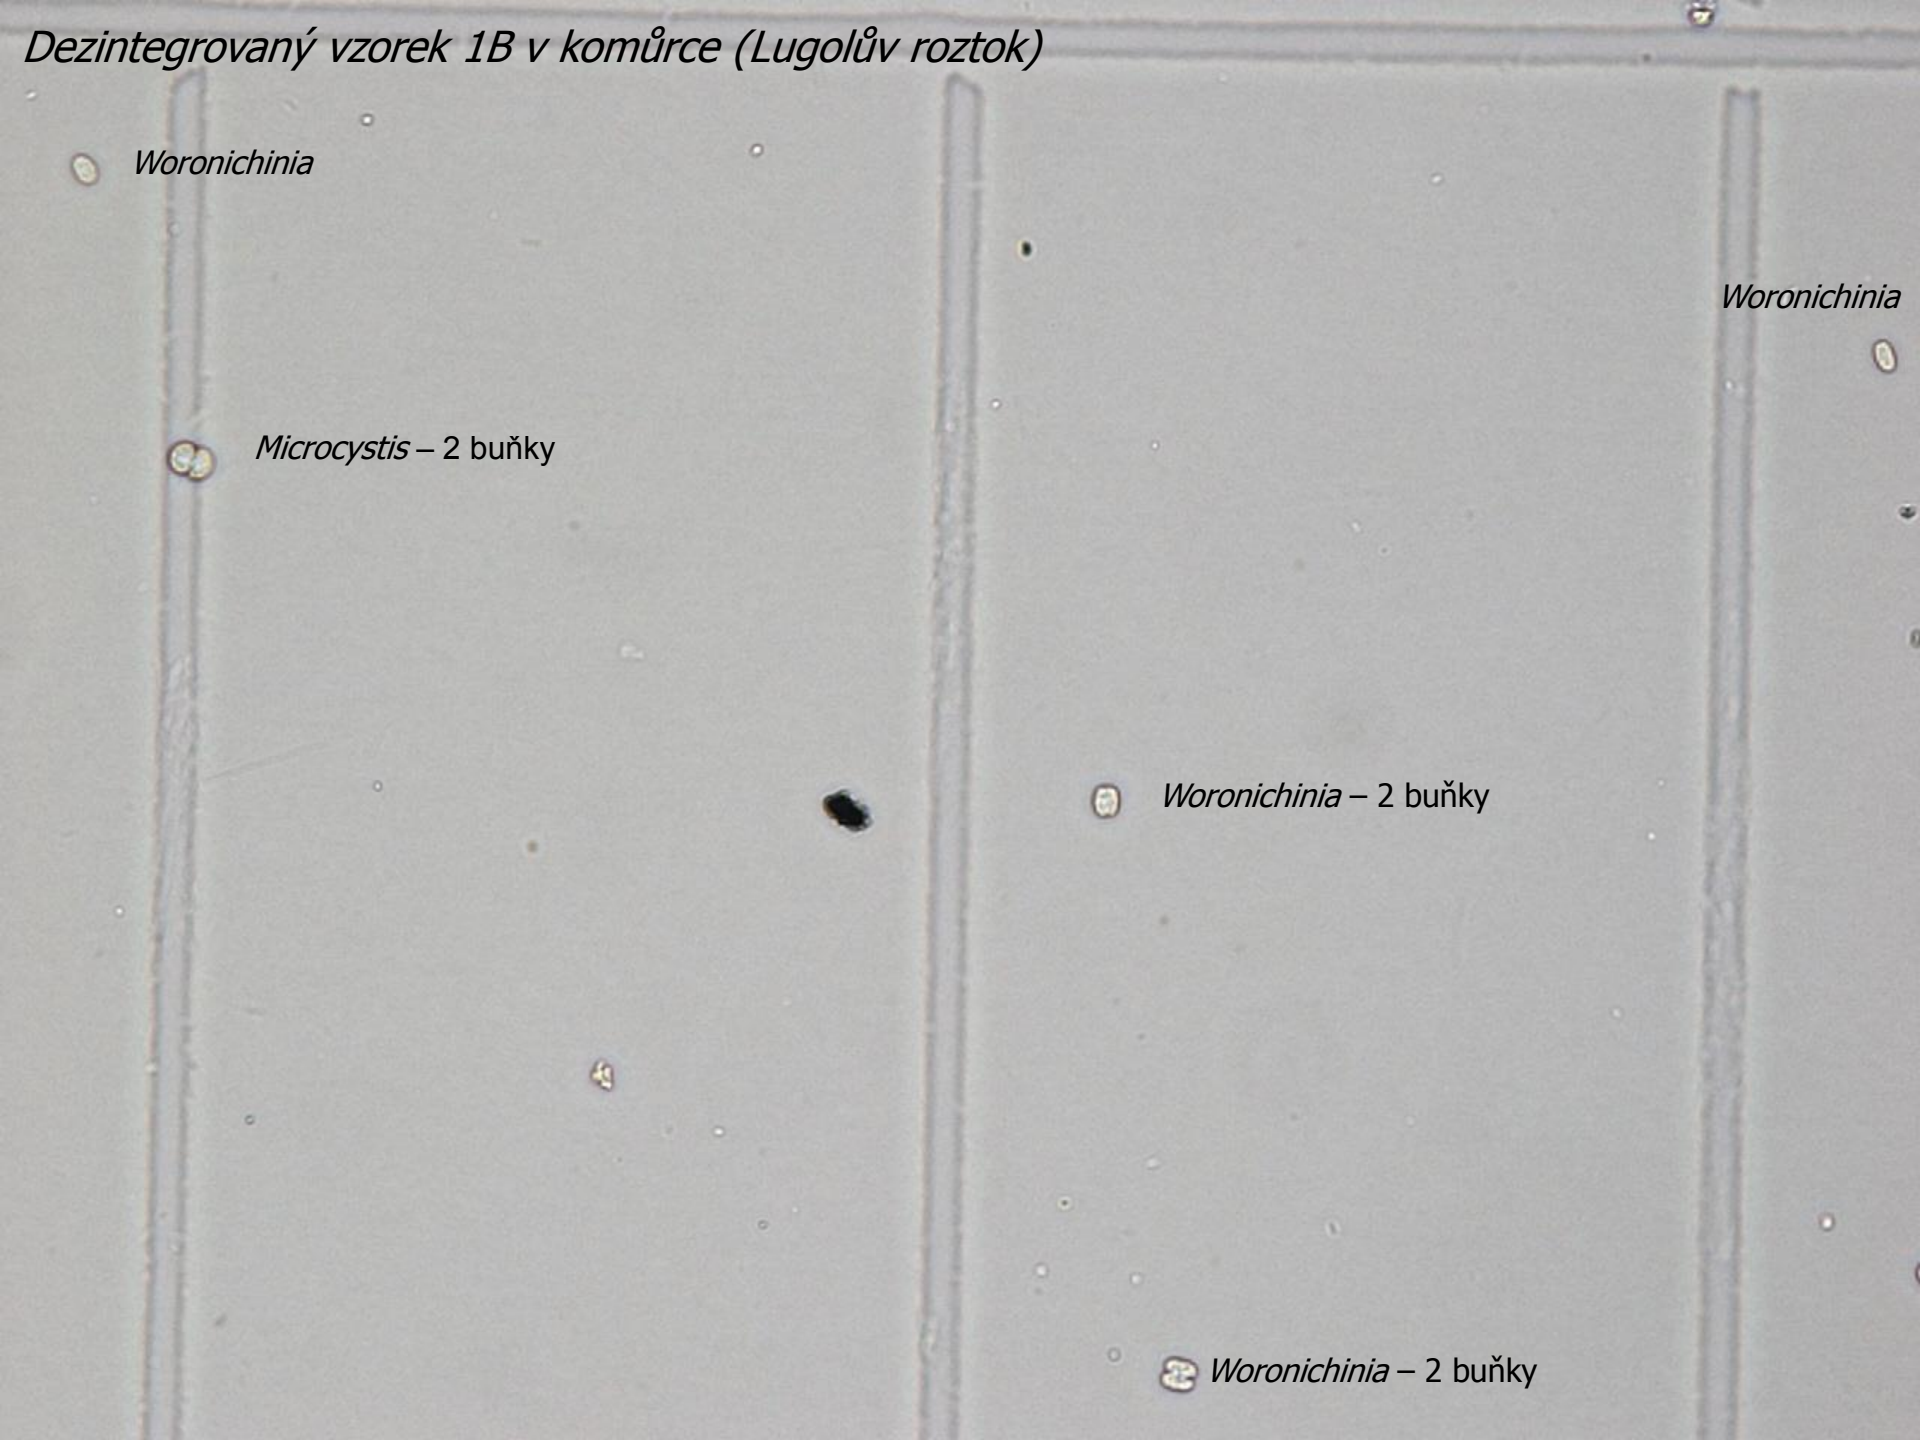 Dezintegrovaný vzorek 1B v komůrce (Lugolův roztok)
Woronichinia
Woronichinia
Microcystis – 2 buňky
Woronichinia – 2 buňky
Woronichinia – 2 buňky